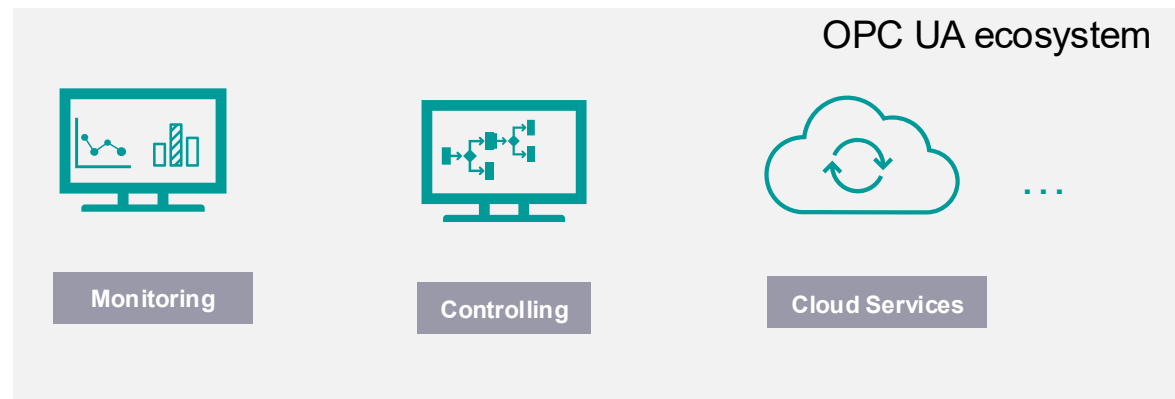 OPC UA ecosystem
...
Monitoring
Controlling
Cloud Services